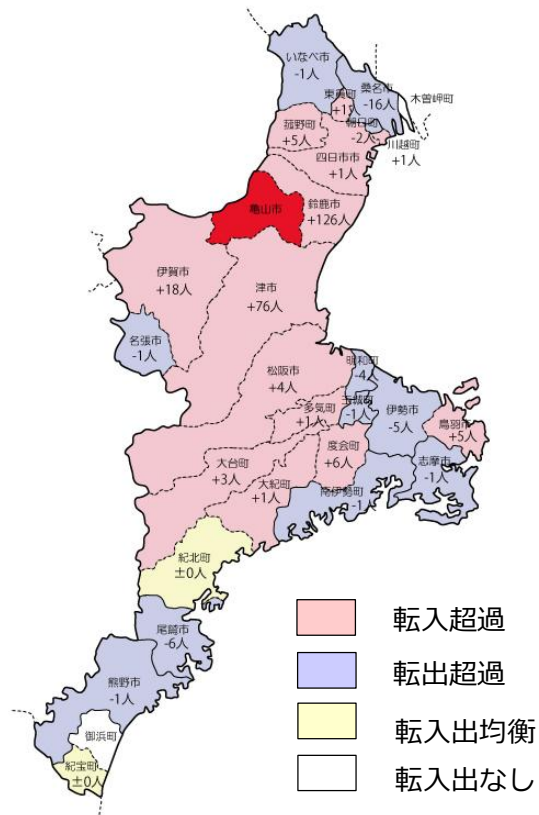 いなべ市
-1人
桑名市
-16人
木曽岬町
東員町
+1人
朝日町
-2人
川越町
+1人
菰野町
+5人
四日市市
+1人
亀山市
鈴鹿市
+126人
伊賀市
+18人
津市
+76人
名張市
-1人
松阪市
+4人
明和町
-4人
多気町
+1人
玉城町
-1人
伊勢市
-5人
鳥羽市
+5人
度会町
+6人
志摩市
-1人
大台町
+3人
大紀町
+1人
南伊勢町
-1人
紀北町
±0人
尾鷲市
-6人
熊野市
-1人
御浜町
紀宝町
±0人
転入超過
転出超過
転入出均衡
転入出なし